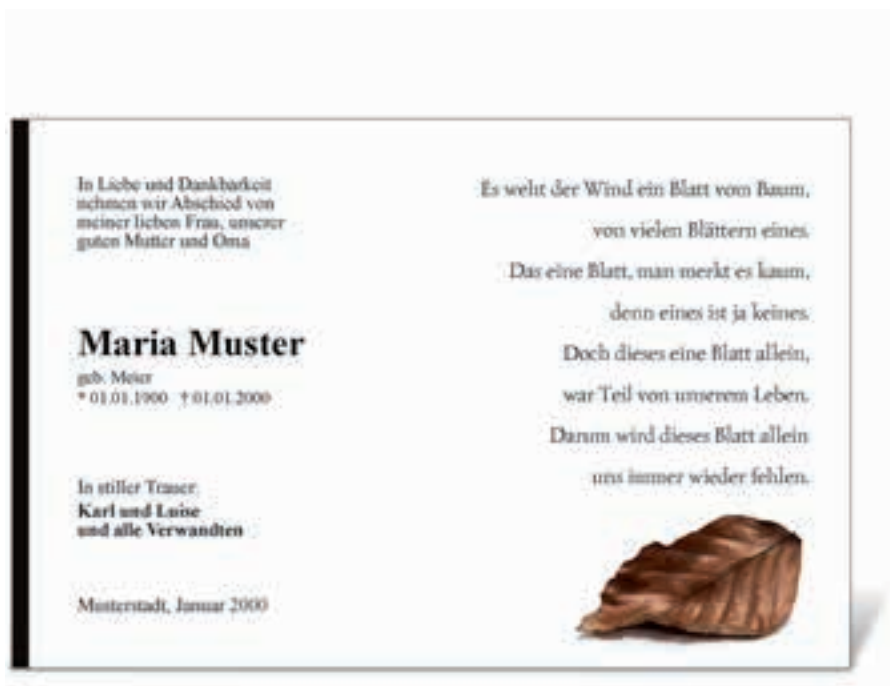 In Liebe und Dankbarkeit
nehmen wir Abschied von
meiner lieben Frau, unserer
guten Mutter und Oma
Maria Muster
geb. Meier
* 01.01.1900 † 01.01.2000
In stiller Trauer:
Karl und Luise
und alle Verwandten
Musterstadt, Januar 2000
Es weht der Wind ein Blatt vom Baum,
von vielen Blättern eines.
Das eine Blatt, man merkt es kaum,
denn eines ist ja keines.
Doch dieses eine Blatt allein,
war Teil von unserem Leben.
Darum wird dieses Blatt allein
uns immer wieder fehlen.